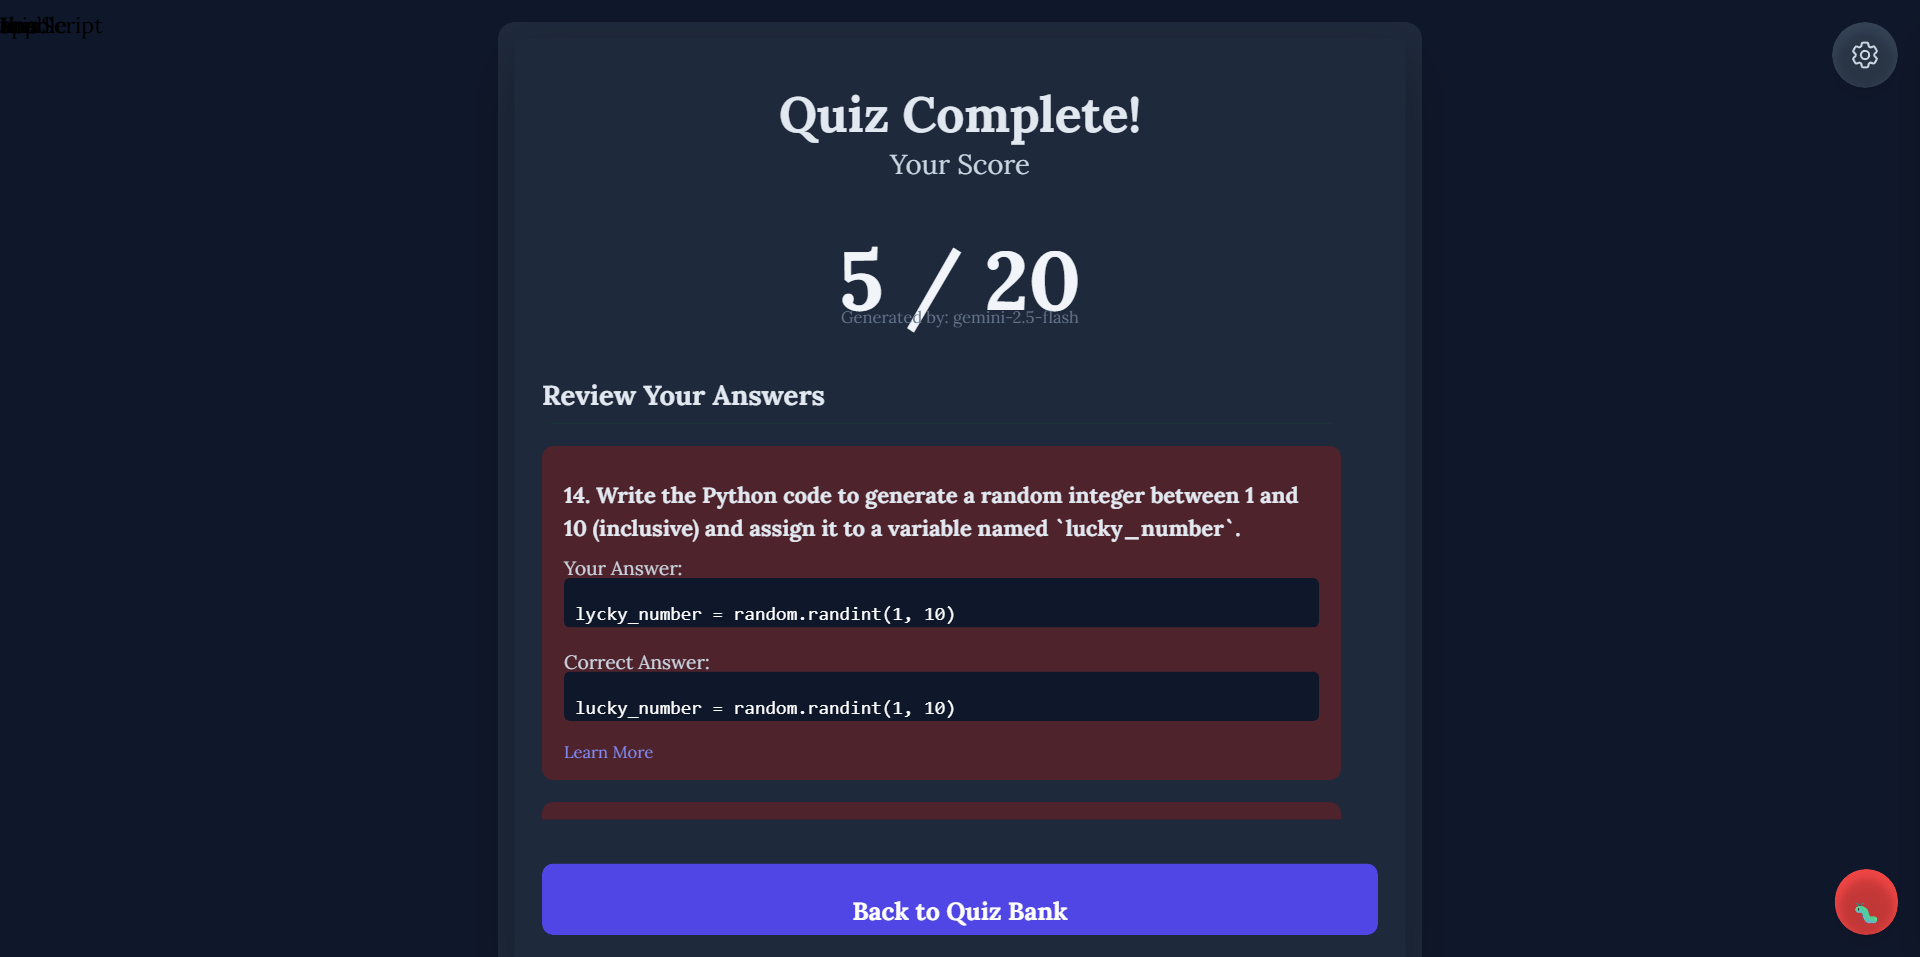 Quiz Complete!
Your Score
5 / 20
Generated by: gemini-2.5-flash
Review Your Answers
14. Write the Python code to generate a random integer between 1 and
10 (inclusive) and assign it to a variable named `lucky_number`.
Your Answer:
lycky_number = random.randint(1, 10)
Correct Answer:
lucky_number = random.randint(1, 10)
Learn More
Back to Quiz Bank